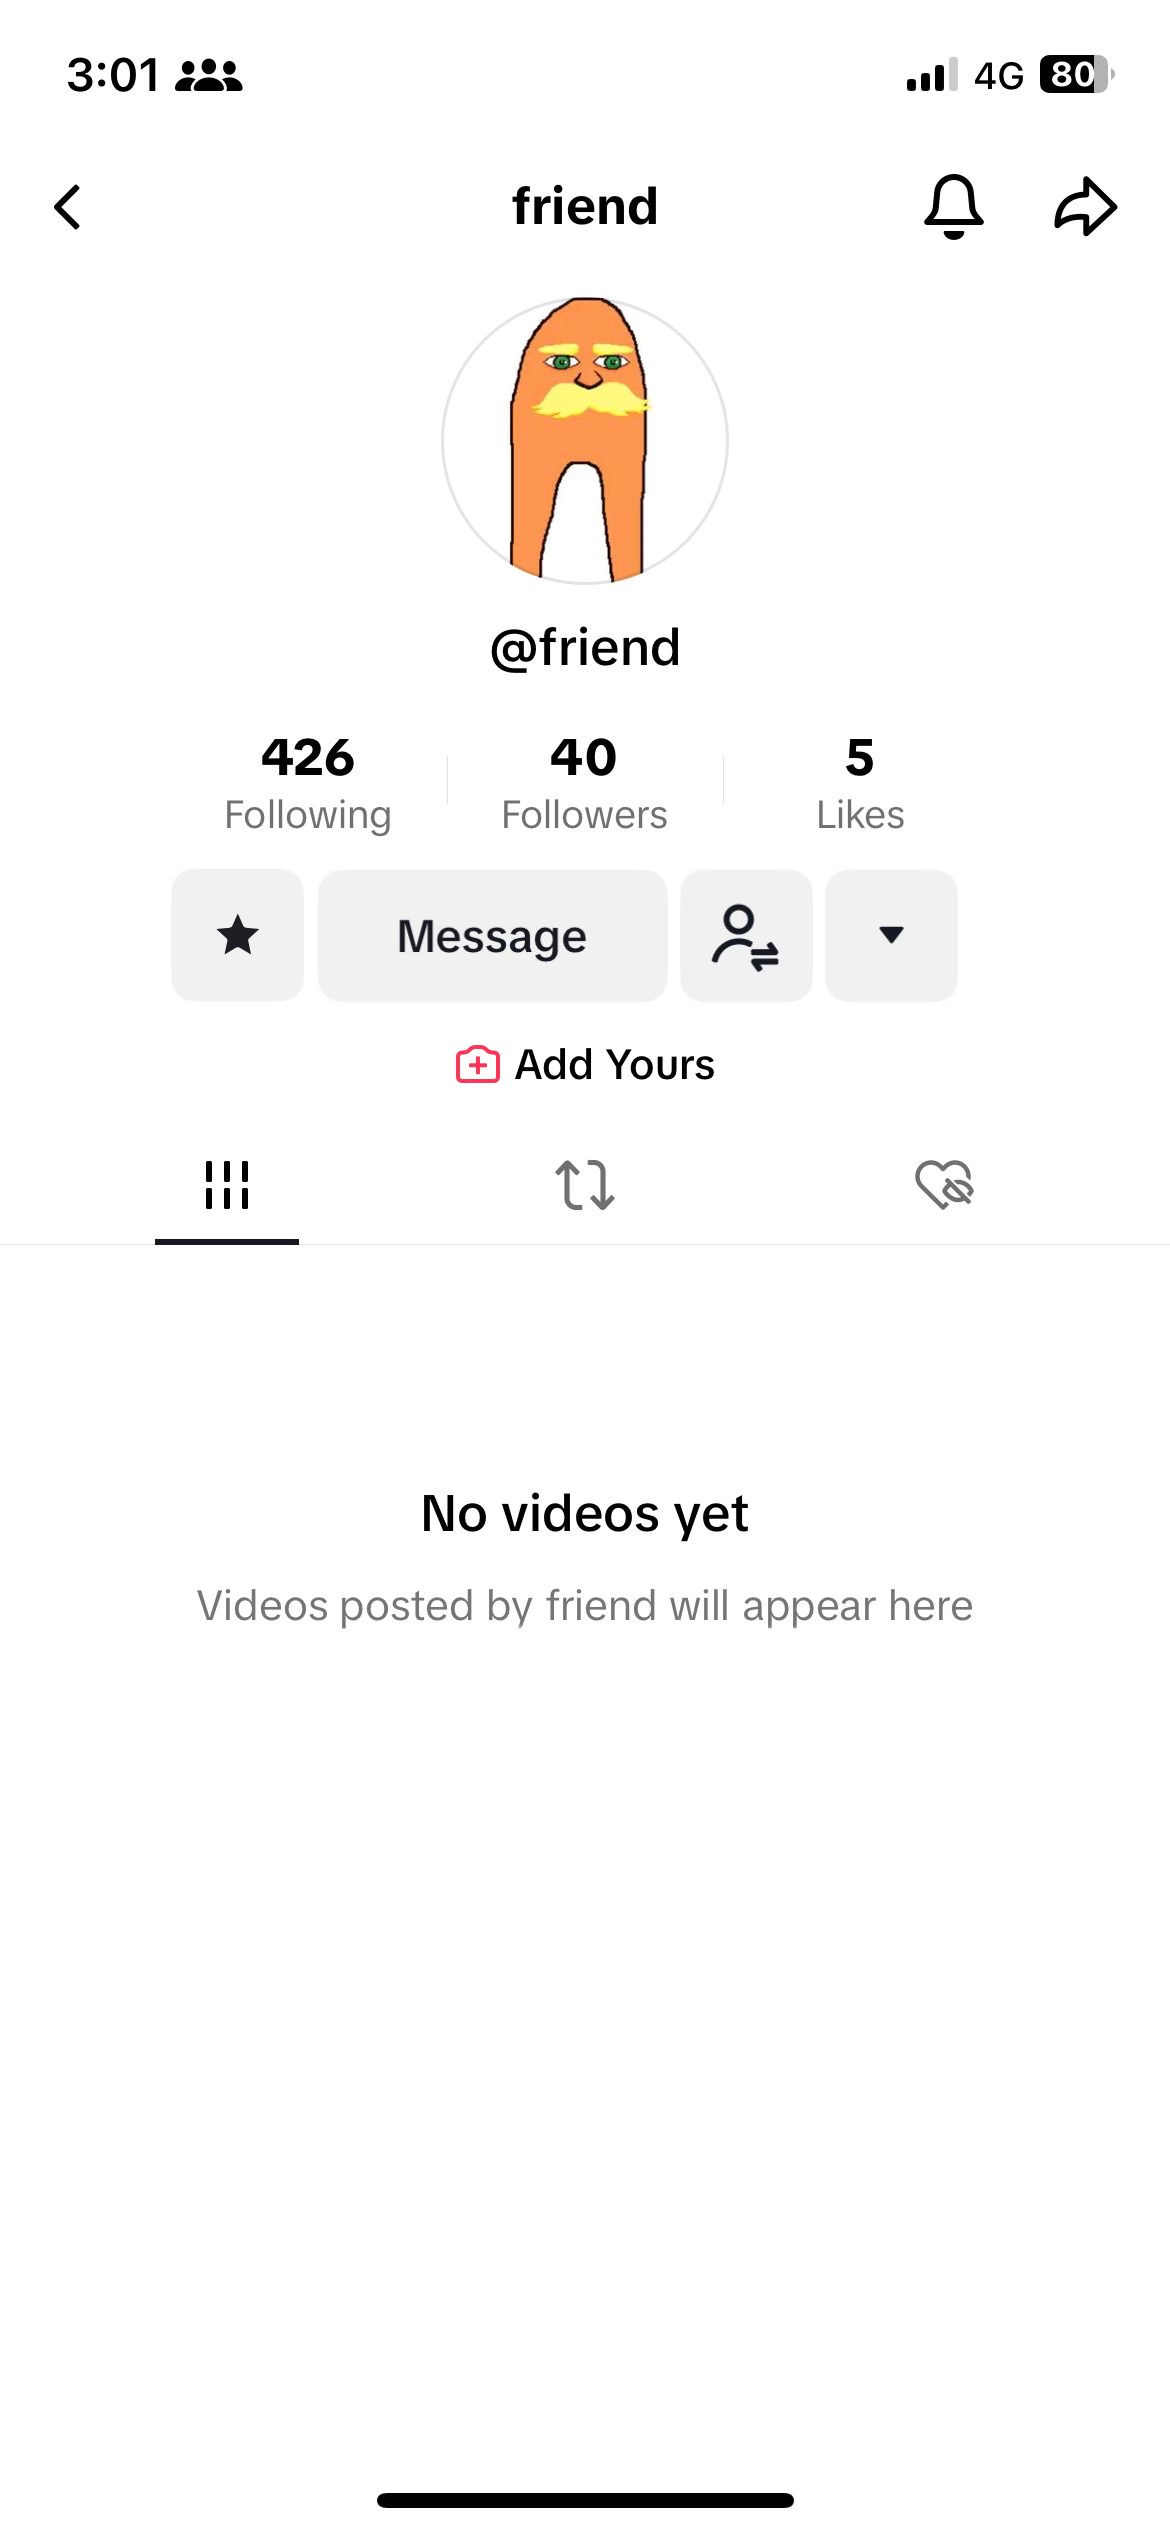 3:01 4G 80
friend
@friend
426 40 5
Following Followers Likes
Message
Add Yours
No videos yet
Videos posted by friend will appear here